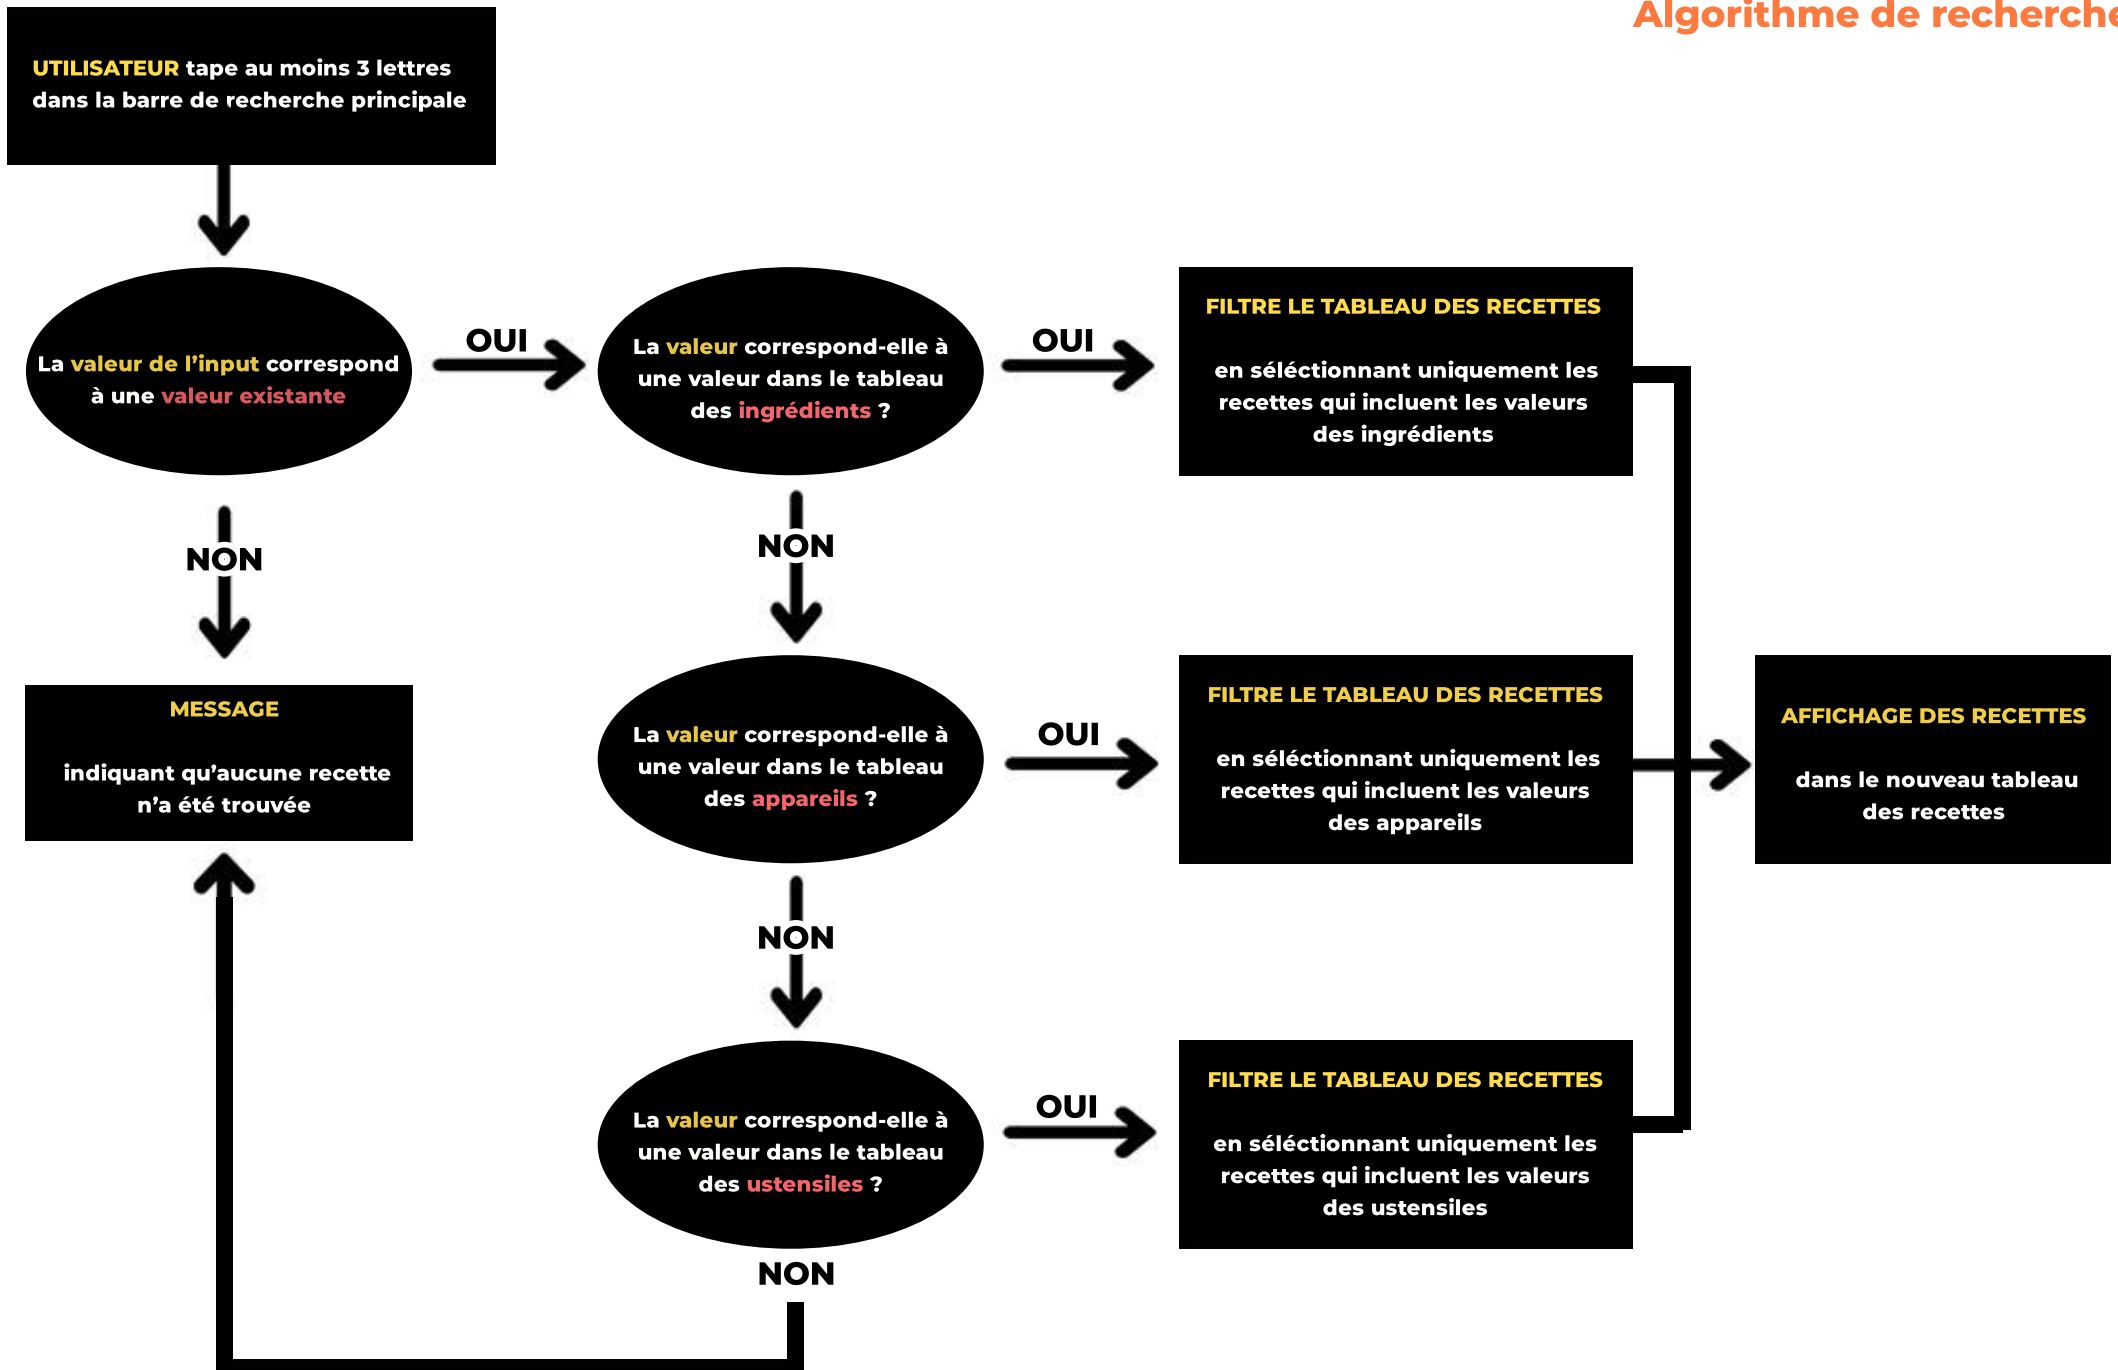 Algorithme de recherche
UTILISATEUR tape au moins 3 lettres
dans la barre de recherche principale
La valeur de l’input correspond
à une valeur existante
OUI
La valeur correspond-elle à
une valeur dans le tableau
des ingrédients ?
OUI
FILTRE LE TABLEAU DES RECETTES
en séléctionnant uniquement les
recettes qui incluent les valeurs
des ingrédients
NON
NON
MESSAGE
indiquant qu’aucune recette
n’a été trouvée
La valeur correspond-elle à
une valeur dans le tableau
des appareils ?
OUI
FILTRE LE TABLEAU DES RECETTES
en séléctionnant uniquement les
recettes qui incluent les valeurs
des appareils
AFFICHAGE DES RECETTES
dans le nouveau tableau
des recettes
NON
La valeur correspond-elle à
une valeur dans le tableau
des ustensiles ?
OUI
FILTRE LE TABLEAU DES RECETTES
en séléctionnant uniquement les
recettes qui incluent les valeurs
des ustensiles
NON